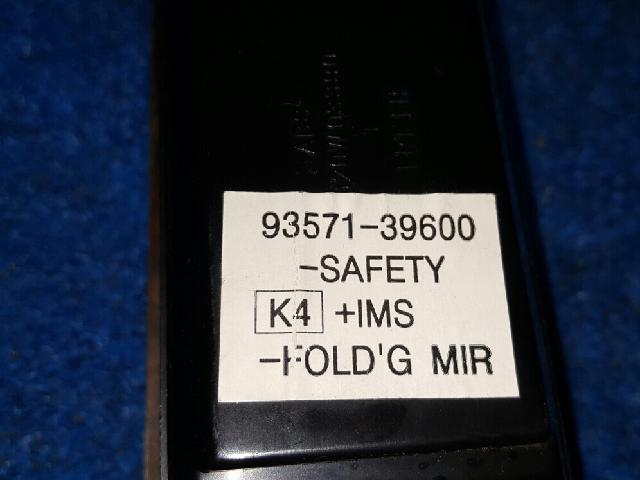 93571-39600
-SAFETY
K4 +IMS
-FOLD'G MIR